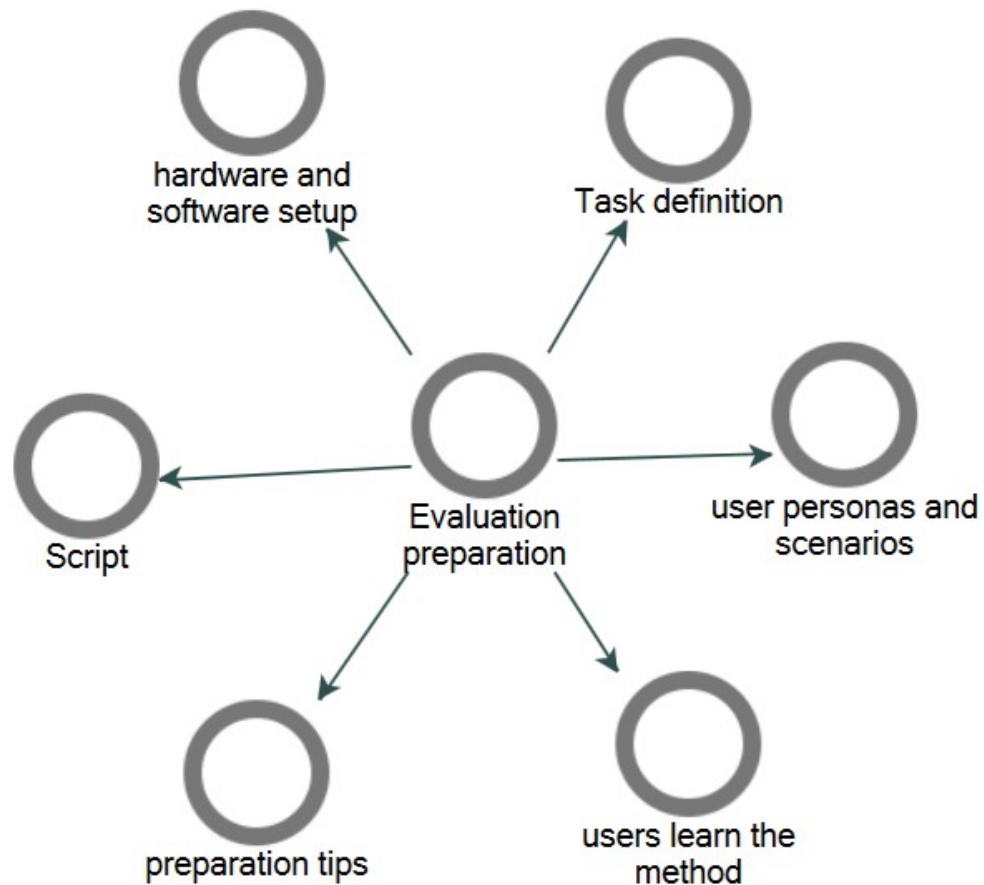 hardware and
software setup
Task definition
Script
Evaluation
preparation
user personas and
scenarios
preparation tips
users learn the
method